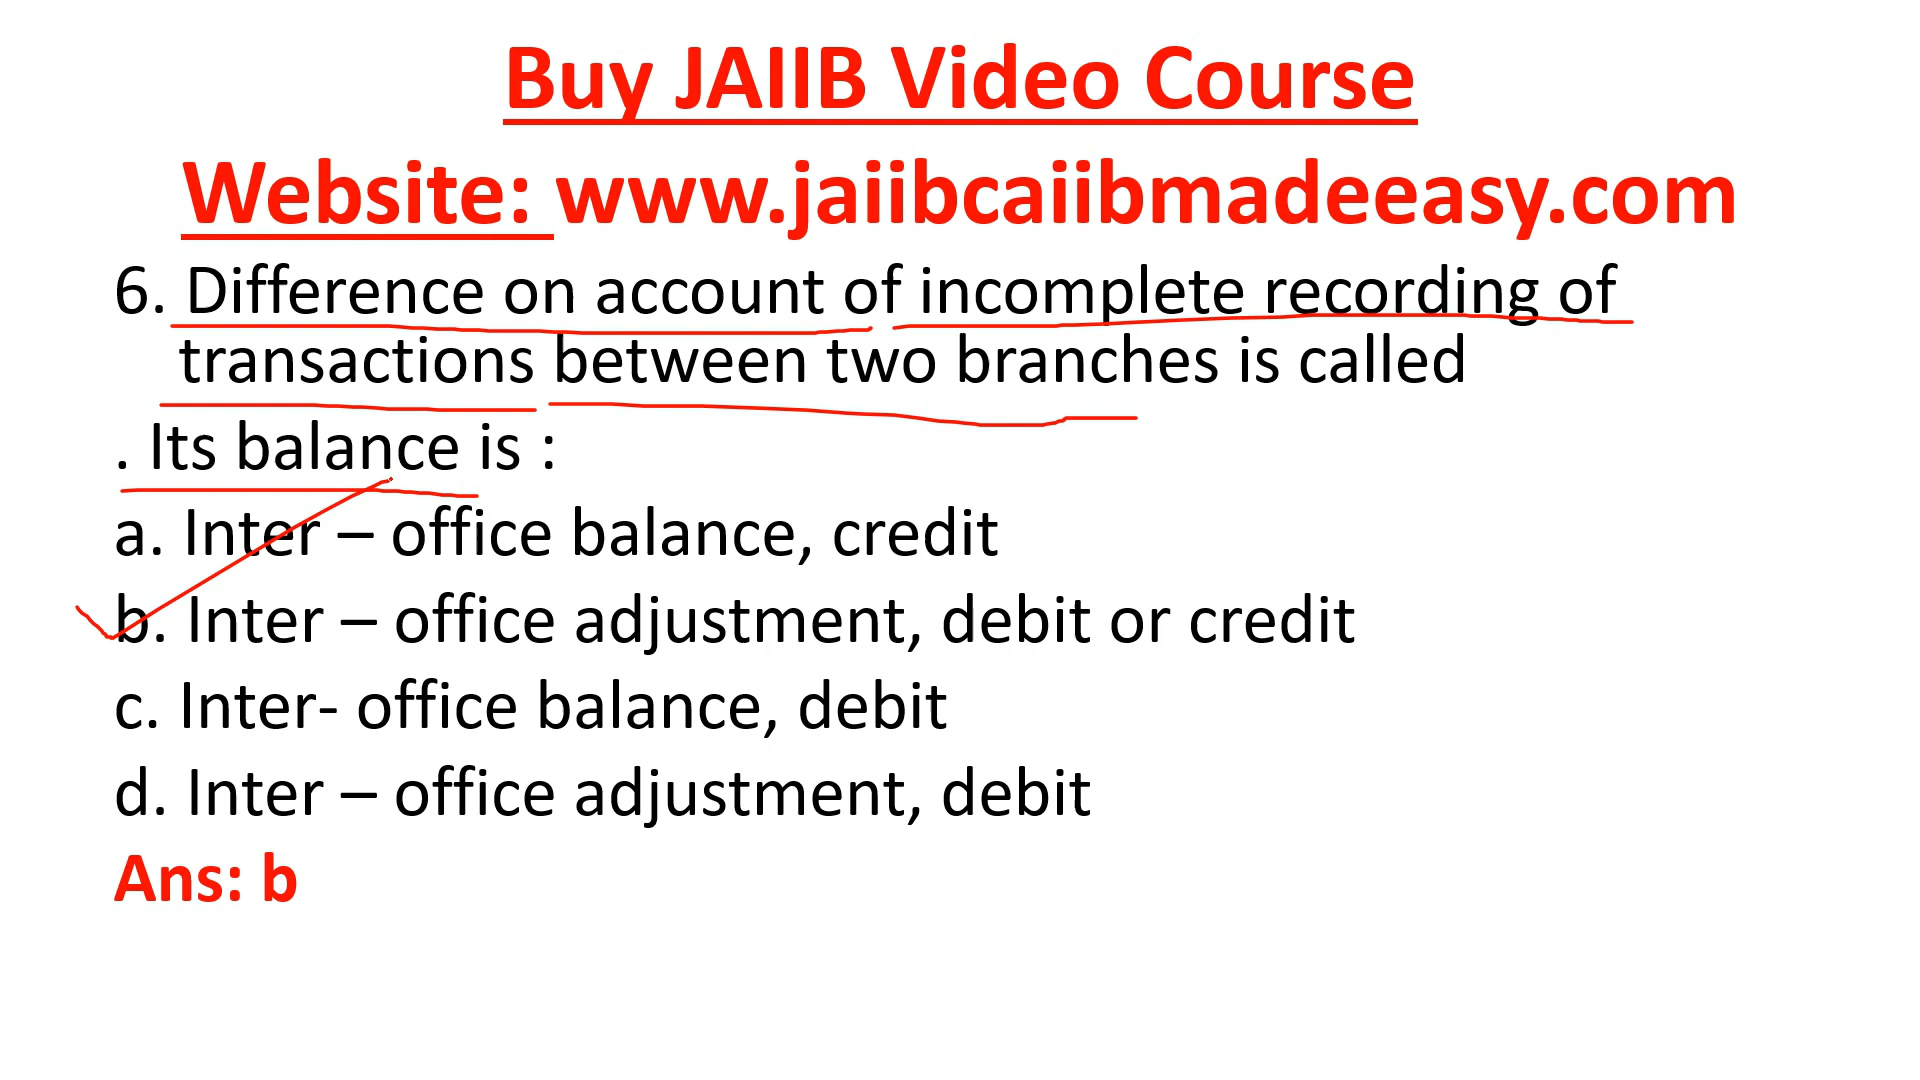 Buy JAIIB Video Course
Website: www.jaiibcaiibmadeeasy.com
6. Difference on account of incomplete recording of
transactions between two branches is called
. Its balance is :
a. Inter – office balance, credit
b. Inter – office adjustment, debit or credit
c. Inter- office balance, debit
d. Inter – office adjustment, debit
Ans: b